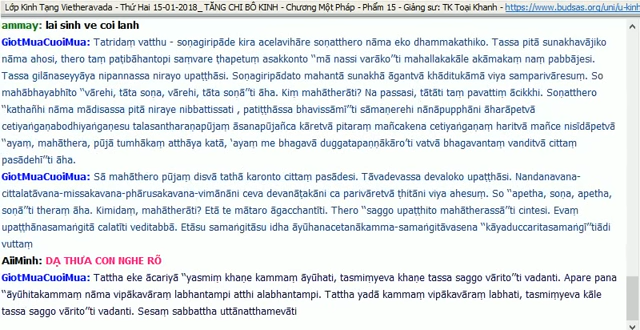 Lớp Kinh Tạng Vietheravada - Thứ Hai 15-01-2018_ TĂNG CHI BỘ KINH - Chương Một Pháp - Phẩm 15 - Giảng sư: TK Toại Khanh - https://www.budsas.org/uni/u-kinh
ammay: lai sinh ve coi lanh
GiotMuaCuoiMua: Tatridaṃ vatthu - soṇagiripāde kira acelavihāre soṇatthero nāma eko dhammakathiko. Tassa pitā sunakhavājiko
nāma ahosi, thero taṃ paṭibāhantopi saṃvare ṭhapetuṃ asakkonto “mā nassi varāko”ti mahallakakāle akāmakaṃ naṃ pabbājesi.
Tassa gilānaseyyāya nipannassa nirayo upaṭṭhāsi. Soṇagiripādato mahantā sunakhā āgantvā khāditukāmā viya samparivāresuṃ. So
mahābhayabhīto “vārehi, tāta soṇa, vārehi, tāta soṇā”ti āha. Kiṃ mahātherāti? Na passasi, tātāti taṃ pavattiṃ ācikkhi. Soṇatthero
“kathañhi nāma mādisassa pitā niraye nibbattissati , patiṭṭhāssa bhavissāmī”ti sāmaṇerehi nānāpupphāni āharāpetvā
cetiyaṅgaṇabodhiyaṅgaṇesu talasantharaṇapūjaṃ āsanapūjañca kāretvā pitaraṃ mañcakena cetiyaṅgaṇaṃ haritvā mañce nisīdāpetvā
“ayaṃ, mahāthera, pūjā tumhākaṃ atthāya katā, ‘ayaṃ me bhagavā duggatapaṇṇākāro’ti vatvā bhagavantaṃ vanditvā cittaṃ
pasādehī”ti āha.
GiotMuaCuoiMua: Sā mahāthero pūjaṃ disvā tathā karonto cittaṃ pasādesi. Tāvadevassa devaloko upaṭṭhāsi. Nandanavana-
cittalatāvana-missakavana-phārusakavana-vimānāni ceva devanāṭakāni ca parivāretvā ṭhitāni viya ahesuṃ. So “apetha, soṇa, apetha,
soṇā”ti theraṃ āha. Kimidaṃ, mahātherāti? Etā te mātaro āgacchantīti. Thero “saggo upaṭṭhito mahātherassā”ti cintesi. Evaṃ
upaṭṭhānasamaṅgitā calatīti veditabbā. Etāsu samaṅgitāsu idha āyūhanacetanākamma-samaṅgitāvasena “kāyaduccaritasamaṅgī”tiādi
vuttaṃ
AiiMinh: DẠ THƯA CON NGHE RÕ
GiotMuaCuoiMua: Tattha eke ācariyā “yasmiṃ khaṇe kammaṃ āyūhati, tasmiṃyeva khaṇe tassa saggo vārito”ti vadanti. Apare pana
“āyūhitakammaṃ nāma vipākavāraṃ labhantampi atthi alabhantampi. Tattha yadā kammaṃ vipākavāraṃ labhati, tasmiṃyeva kāle
tassa saggo vārito”ti vadanti. Sesaṃ sabbattha uttānatthamevāti